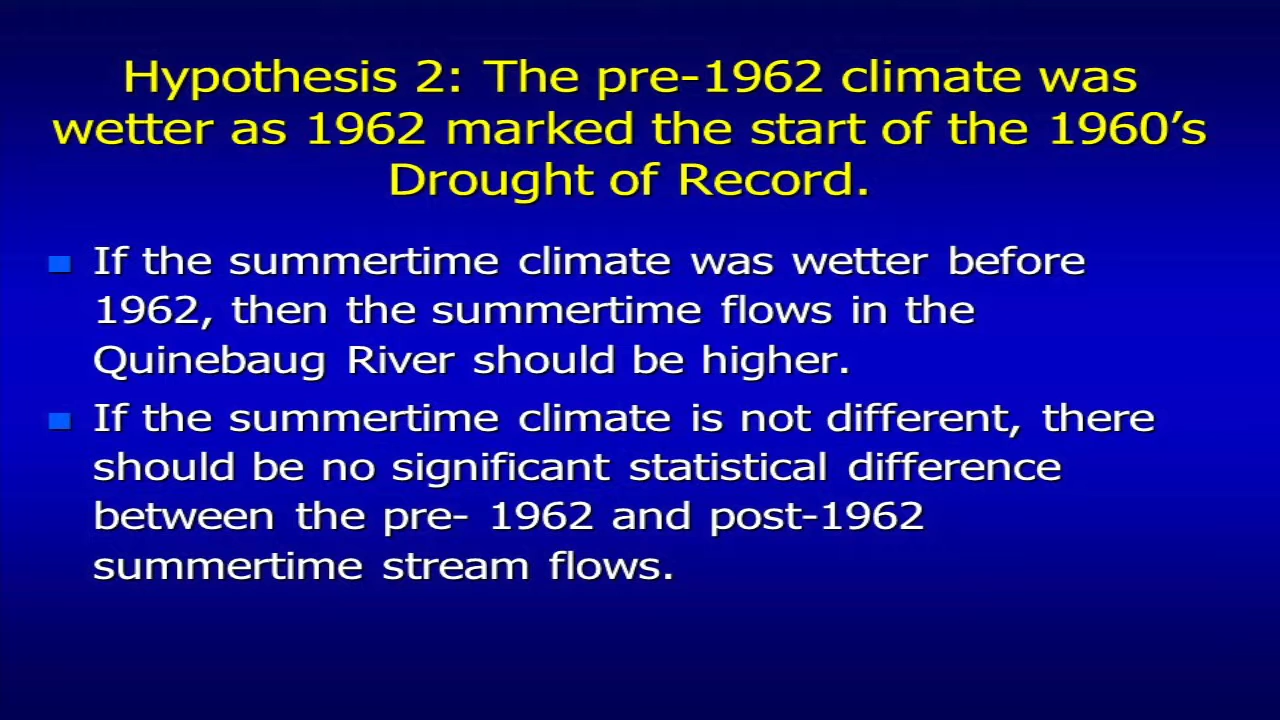 Hypothesis 2: The pre-1962 climate was
wetter as 1962 marked the start of the 1960’s
Drought of Record.
If the summertime climate was wetter before
1962, then the summertime flows in the
Quinebaug River should be higher.
If the summertime climate is not different, there
should be no significant statistical difference
between the pre- 1962 and post-1962
summertime stream flows.